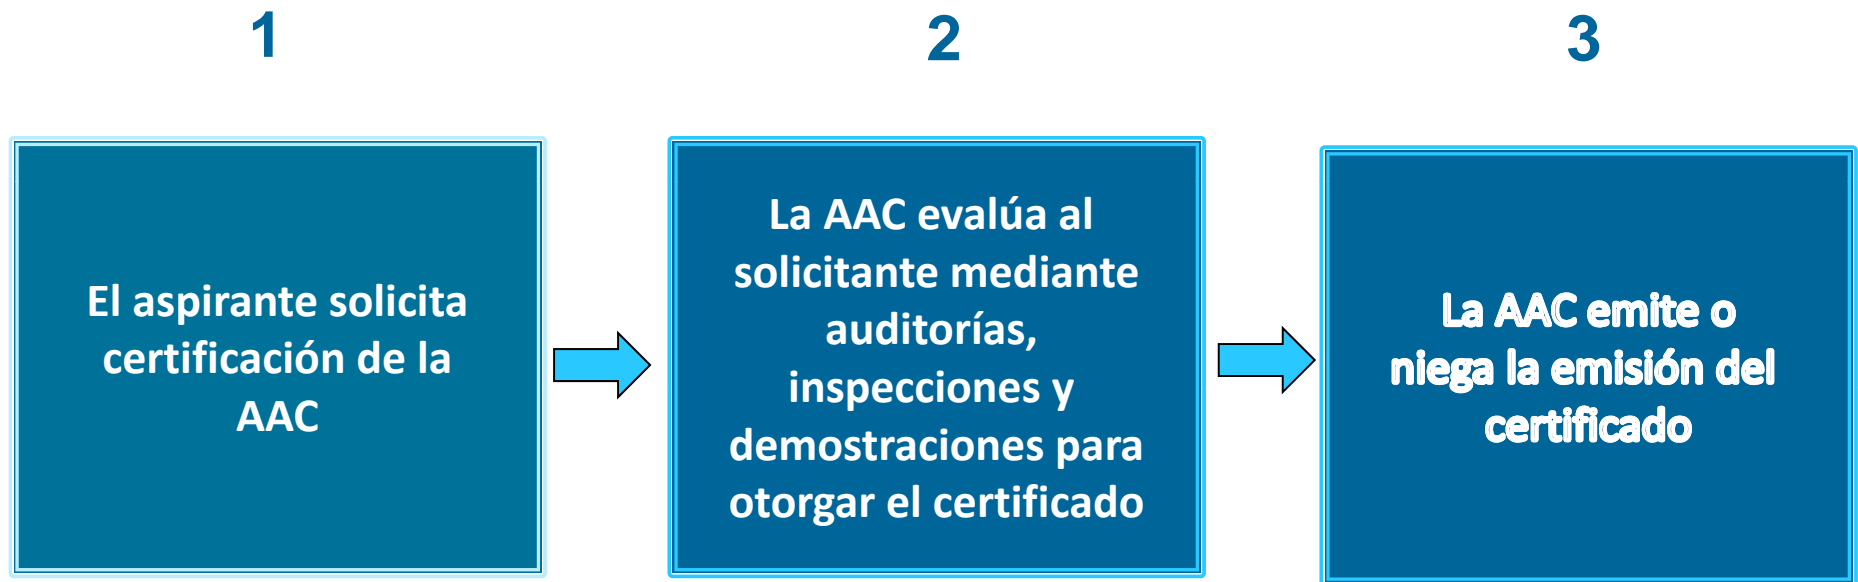 1
2
3
El aspirante solicita
certificación de la
AAC
La AAC evalúa al
solicitante mediante
auditorías,
inspecciones y
demostraciones para
otorgar el certificado
La AAC emite o
niega la emisión del
certificado